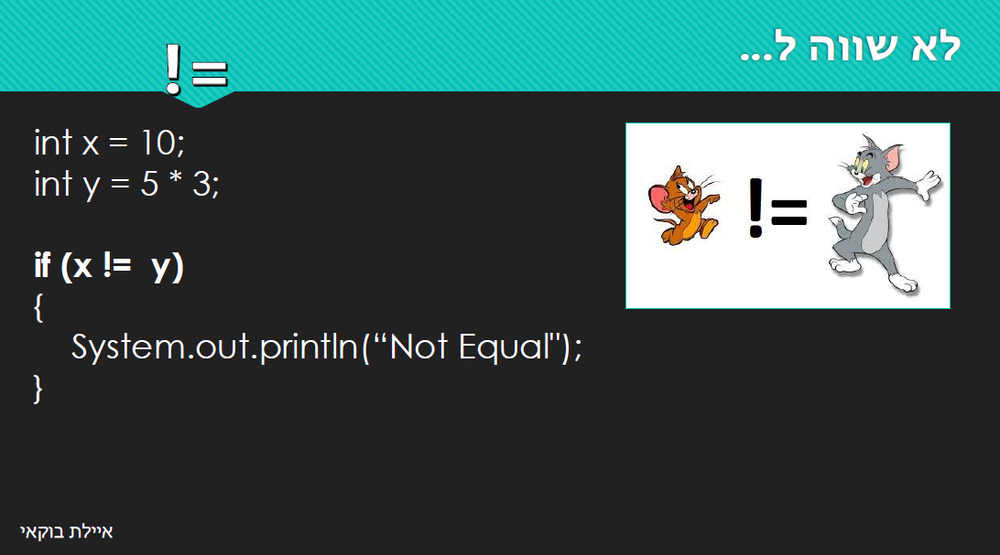 לא שווה ל...
!=
int x = 10;
int y = 5 * 3;
if (x !=  y)
{
System.out.println(“Not Equal");
}
!=
איילת בוקאי